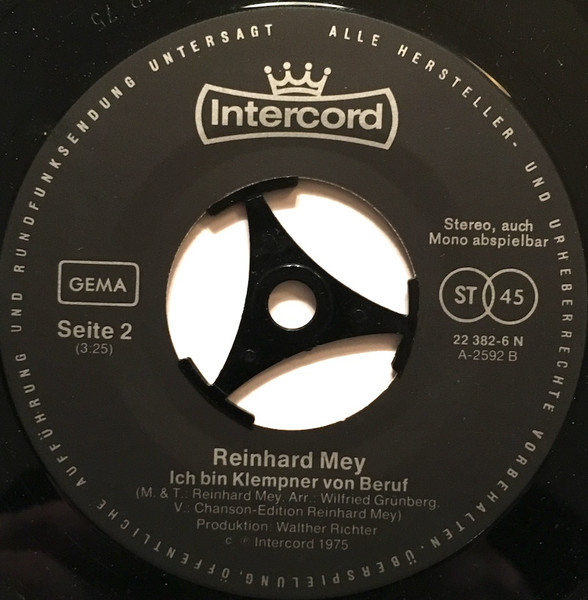 ALLE HERSTELLER- UND URHEBERRECHTE VORBEHALTEN · ÜBERSPIELUNG, ÖFFENTLICHE AUFFÜHRUNG UND RUNDFUNKSENDUNG UNTERSAGT
Intercord
Stereo, auch
Mono abspielbar
GEMA
ST 45
Seite 2
(3:25)
22 382-6 N
A-2592 B
Reinhard Mey
Ich bin Klempner von Beruf
(M. & T.: Reinhard Mey, Arr.: Wilfried Grünberg,
V.: Chanson-Edition Reinhard Mey)
Produktion: Walther Richter
c ℗ Intercord 1975